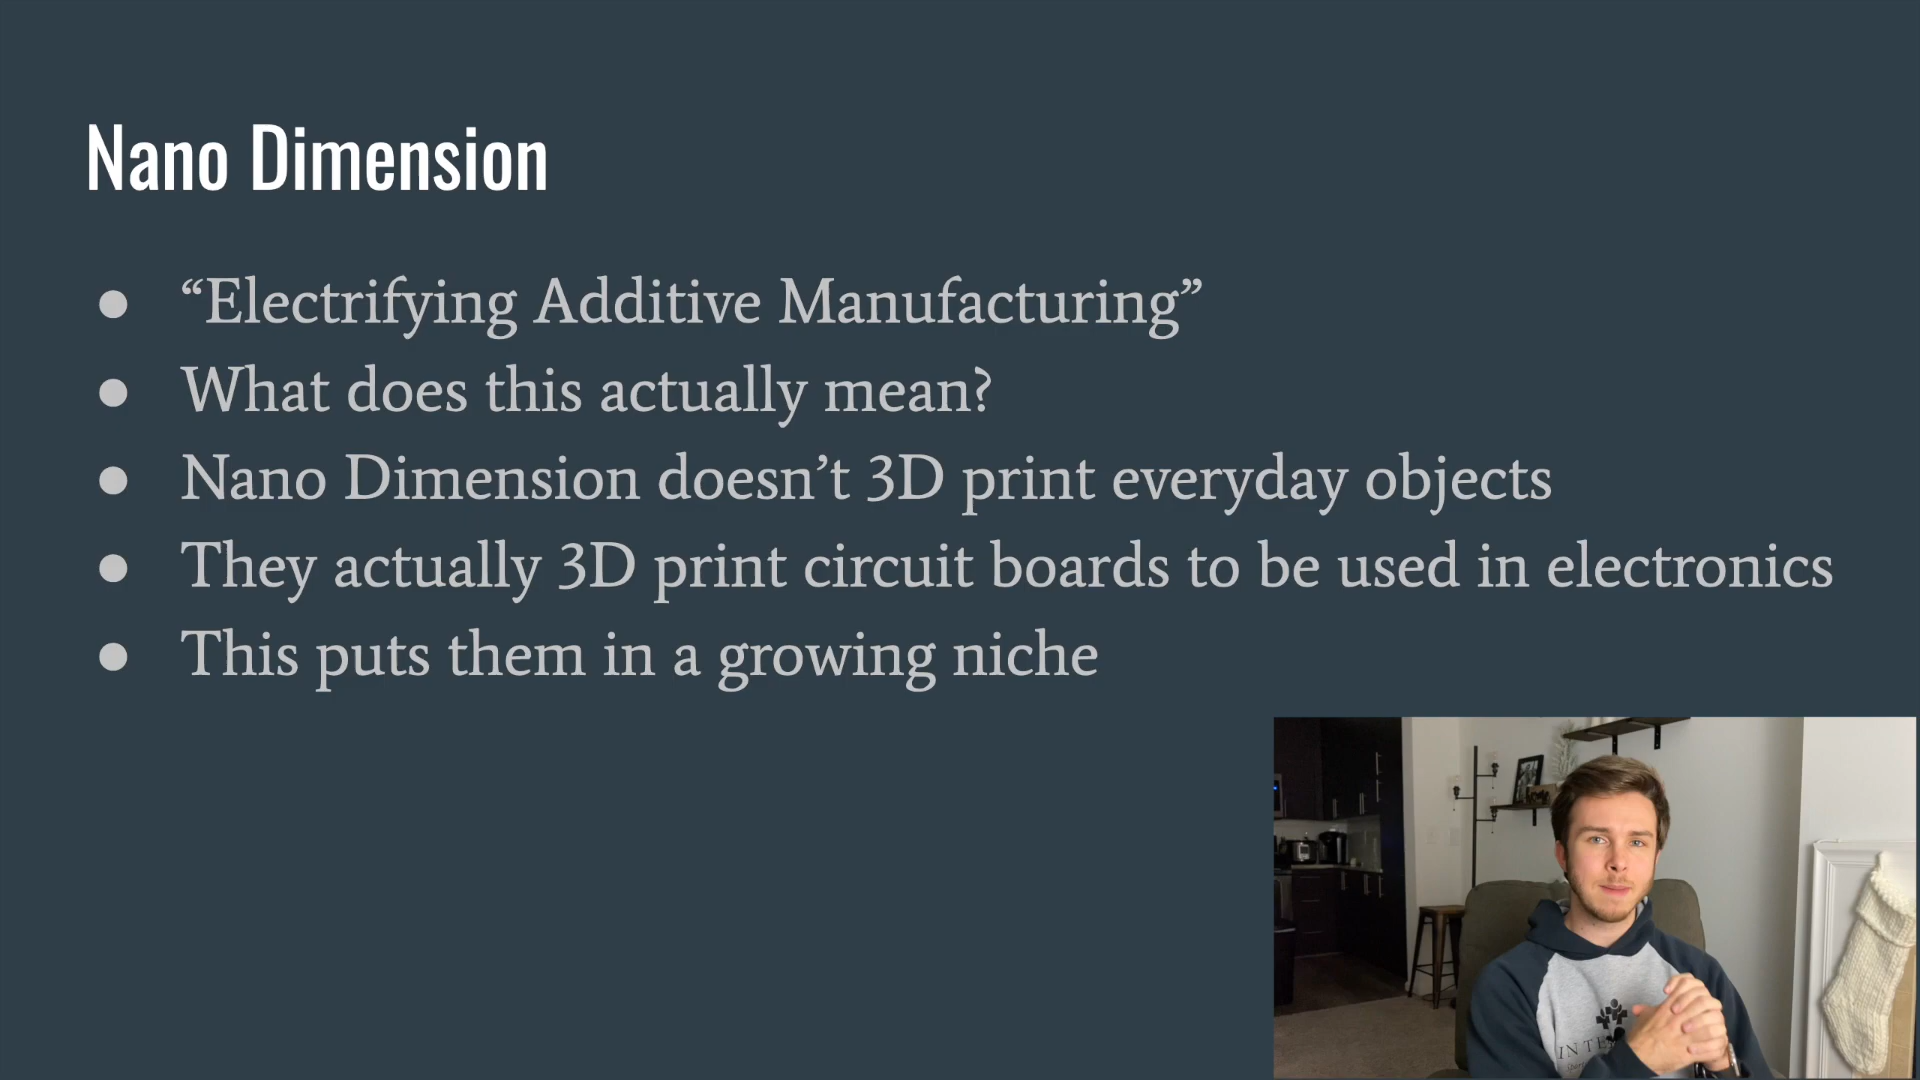 Nano Dimension
● “Electrifying Additive Manufacturing”
● What does this actually mean?
● Nano Dimension doesn’t 3D print everyday objects
● They actually 3D print circuit boards to be used in electronics
● This puts them in a growing niche